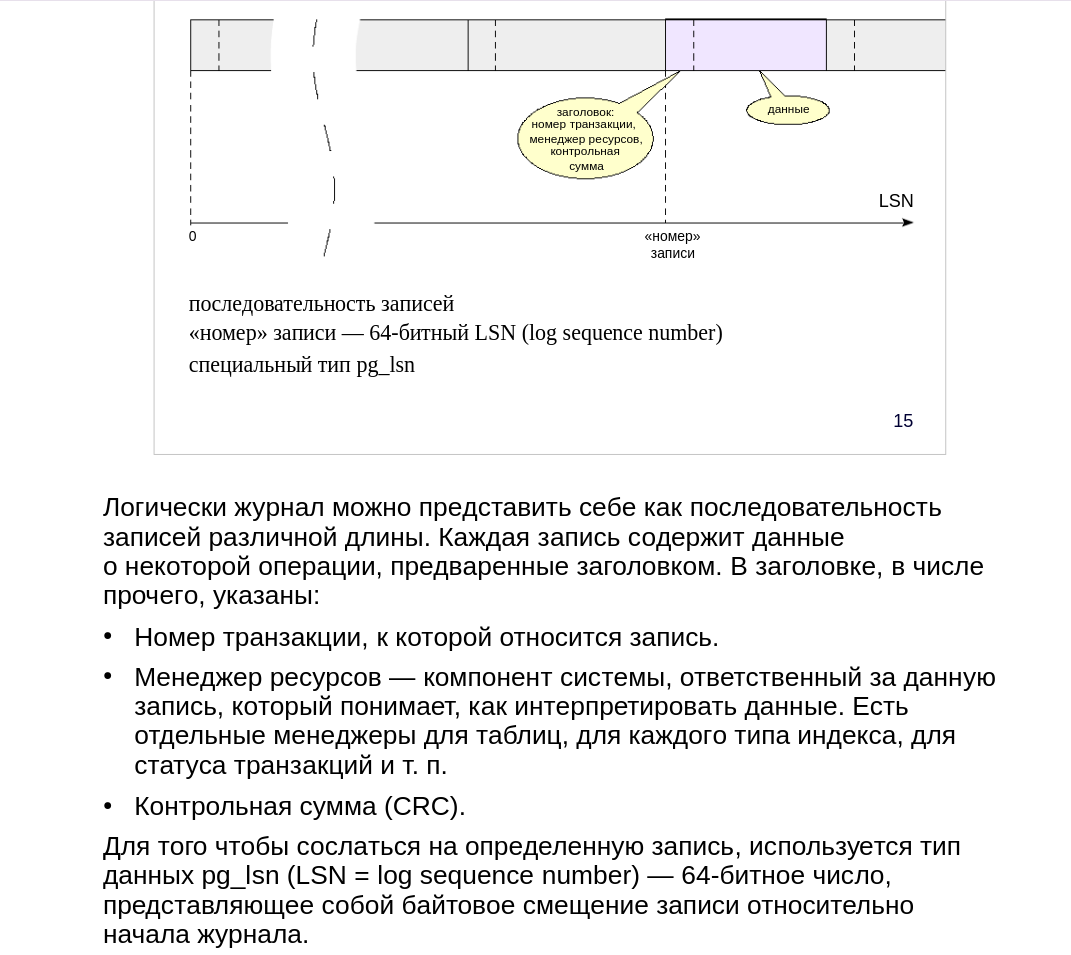 заголовок:
номер транзакции,
менеджер ресурсов,
контрольная
сумма
данные
LSN
0
«номер»
записи
последовательность записей
«номер» записи — 64-битный LSN (log sequence number)
специальный тип pg_lsn
15
Логически журнал можно представить себе как последовательность
записей различной длины. Каждая запись содержит данные
о некоторой операции, предваренные заголовком. В заголовке, в числе
прочего, указаны:
• Номер транзакции, к которой относится запись.
• Менеджер ресурсов — компонент системы, ответственный за данную
запись, который понимает, как интерпретировать данные. Есть
отдельные менеджеры для таблиц, для каждого типа индекса, для
статуса транзакций и т. п.
• Контрольная сумма (CRC).
Для того чтобы сослаться на определенную запись, используется тип
данных pg_lsn (LSN = log sequence number) — 64-битное число,
представляющее собой байтовое смещение записи относительно
начала журнала.